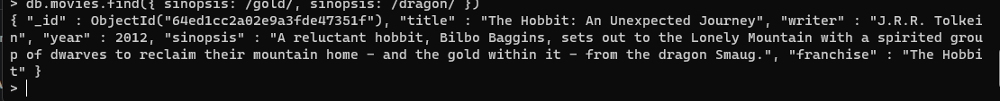 > db.movies.find({ sinopsis: /gold/, sinopsis: /dragon/ })
{ "_id" : ObjectId("64ed1cc2a02e9a3fde47351f"), "title" : "The Hobbit: An Unexpected Journey", "writer" : "J.R.R. Tolkei
n", "year" : 2012, "sinopsis" : "A reluctant hobbit, Bilbo Baggins, sets out to the Lonely Mountain with a spirited grou
p of dwarves to reclaim their mountain home - and the gold within it - from the dragon Smaug.", "franchise" : "The Hobbi
t" }
>